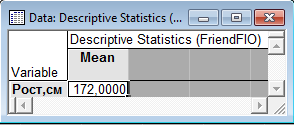 Data: Descriptive Statistics (...
Descriptive Statistics (FriendFIO)
Mean
Variable
Рост,см 172,0000